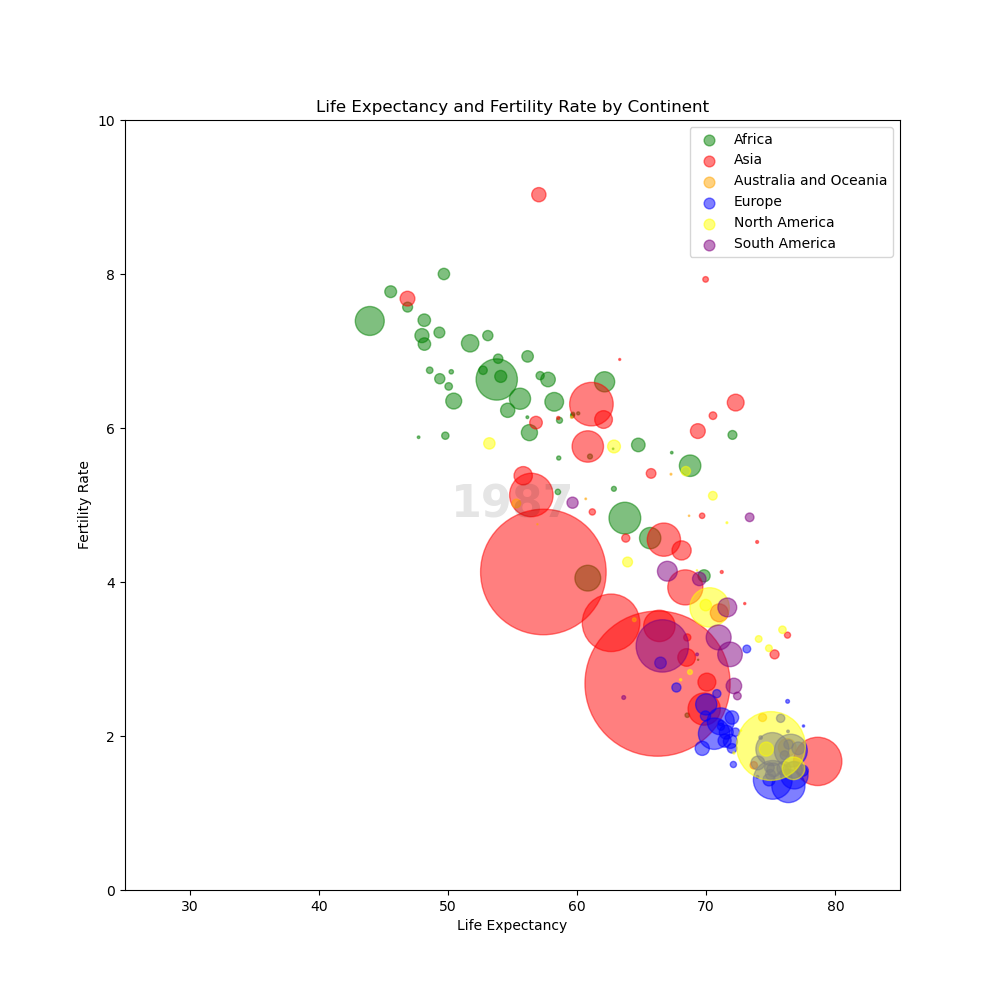 Life Expectancy and Fertility Rate by Continent
10
8
6
4
2
0
Fertility Rate
Africa
Asia
Australia and Oceania
Europe
North America
South America
1987
30 40 50 60 70 80
Life Expectancy